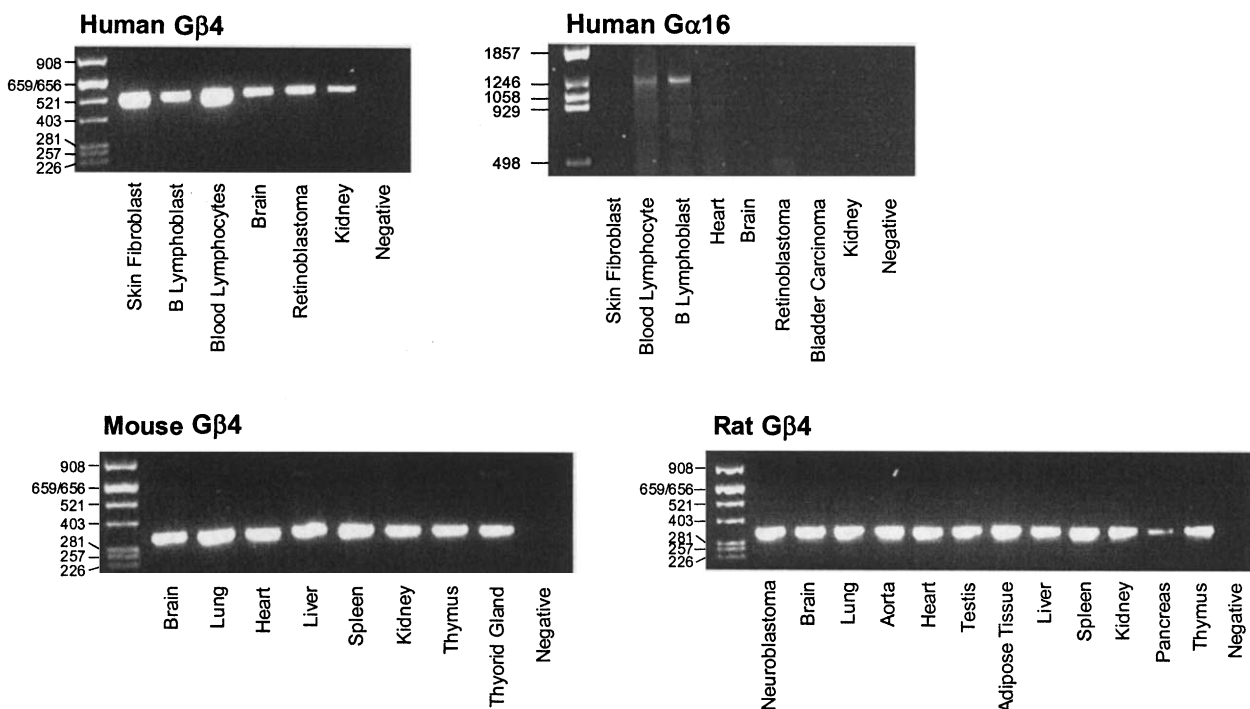 Human Gβ4
908
659/656
521
403
281
257
226
Skin Fibroblast
B Lymphoblast
Blood Lymphocytes
Brain
Retinoblastoma
Kidney
Negative
Human Gα16
1857
1246
1058
929
498
Skin Fibroblast
Blood Lymphocyte
B Lymphoblast
Heart
Brain
Retinoblastoma
Bladder Carcinoma
Kidney
Negative
Mouse Gβ4
908
659/656
521
403
281
257
226
Brain
Lung
Heart
Liver
Spleen
Kidney
Thymus
Thyorid Gland
Negative
Rat Gβ4
908
659/656
521
403
281
257
226
Neuroblastoma
Brain
Lung
Aorta
Heart
Testis
Adipose Tissue
Liver
Spleen
Kidney
Pancreas
Thymus
Negative